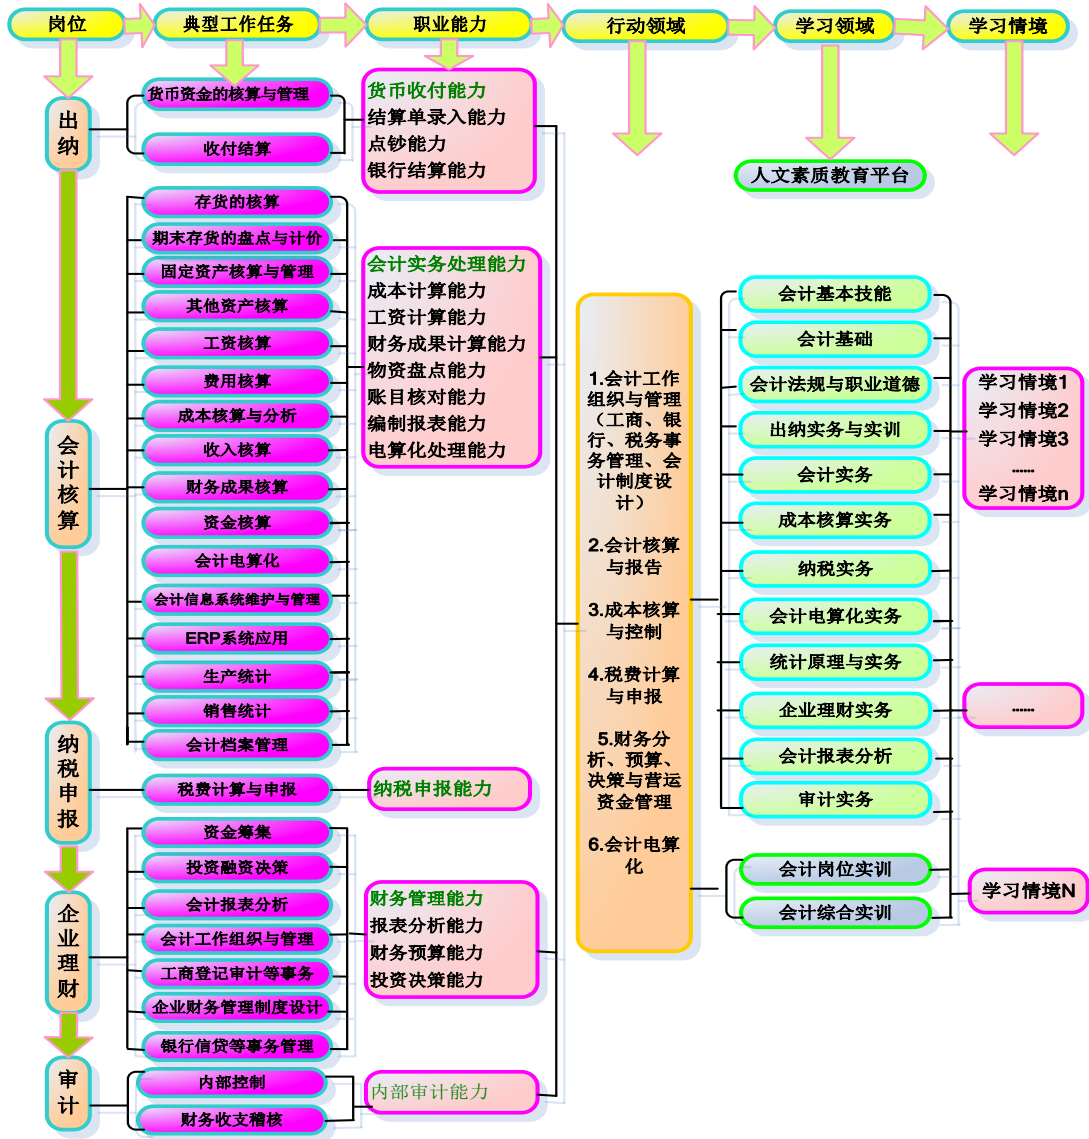 岗位
典型工作任务
职业能力
行动领域
学习领域
学习情境
出
纳
货币资金的核算与管理
收付结算
货币收付能力
结算单录入能力
点钞能力
银行结算能力
会
计
核
算
存货的核算
期末存货的盘点与计价
固定资产核算与管理
其他资产核算
工资核算
费用核算
成本核算与分析
收入核算
财务成果核算
资金核算
会计电算化
会计信息系统维护与管理
ERP系统应用
生产统计
销售统计
会计档案管理
会计实务处理能力
成本计算能力
工资计算能力
财务成果计算能力
物资盘点能力
账目核对能力
编制报表能力
电算化处理能力
纳
税
申
报
税费计算与申报
纳税申报能力
企
业
理
财
资金筹集
投资融资决策
会计报表分析
会计工作组织与管理
工商登记审计等事务
企业财务管理制度设计
银行信贷等事务管理
财务管理能力
报表分析能力
财务预算能力
投资决策能力
审
计
内部控制
财务收支稽核
内部审计能力
1.会计工作
组织与管理
（工商、银
行、税务事
务管理、会
计制度设
计）
2.会计核算
与报告
3.成本核算
与控制
4.税费计算
与申报
5.财务分
析、预算、
决策与营运
资金管理
6.会计电算
化
人文素质教育平台
会计基本技能
会计基础
会计法规与职业道德
出纳实务与实训
会计实务
成本核算实务
纳税实务
会计电算化实务
统计原理与实务
企业理财实务
会计报表分析
审计实务
会计岗位实训
会计综合实训
学习情境1
学习情境2
学习情境3
……
学习情境n
……
学习情境N